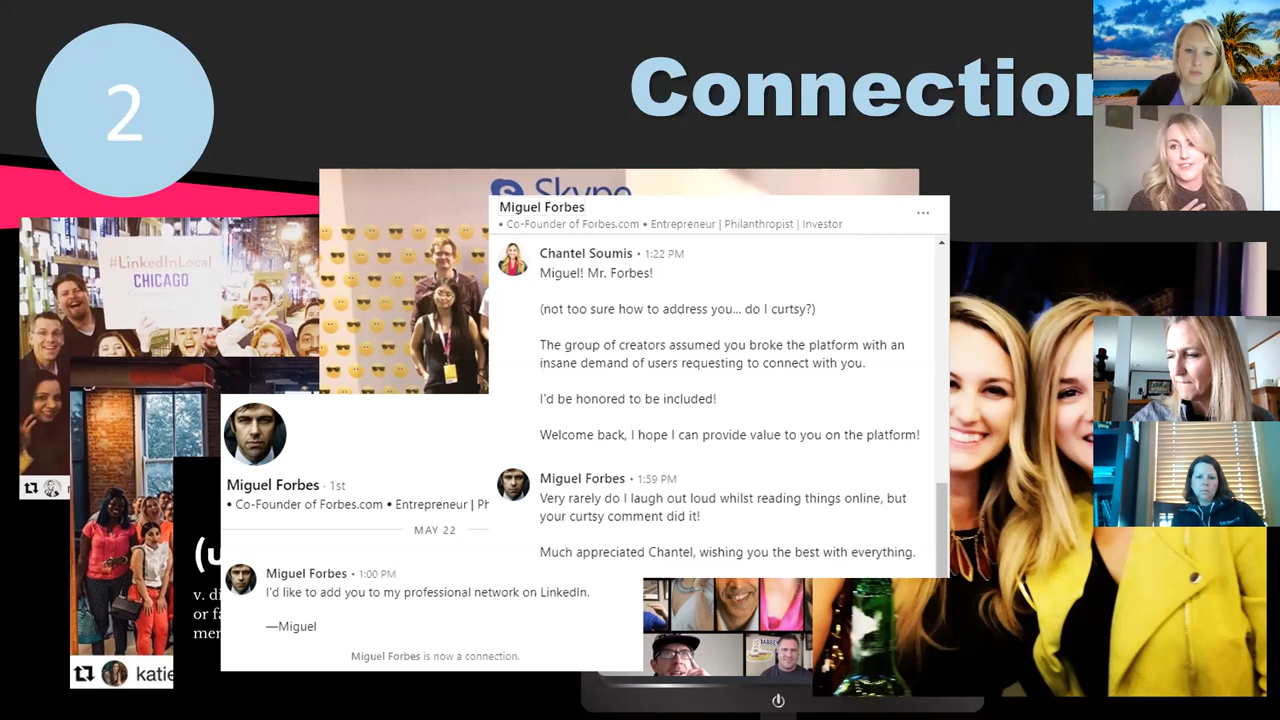 2
Connection
Skype
#LinkedInLocal
CHICAGO
Miguel Forbes
• Co-Founder of Forbes.com • Entrepreneur | Philanthropist | Investor
Chantel Soumis • 1:22 PM
Miguel! Mr. Forbes!
(not too sure how to address you... do I curtsy?)
The group of creators assumed you broke the platform with an
insane demand of users requesting to connect with you.
I'd be honored to be included!
Welcome back, I hope I can provide value to you on the platform!
Miguel Forbes • 1:59 PM
Very rarely do I laugh out loud whilst reading things online, but
your curtsy comment did it!
Much appreciated Chantel, wishing you the best with everything.
Miguel Forbes · 1st
• Co-Founder of Forbes.com • Entrepreneur | Ph
MAY 22
Miguel Forbes • 1:00 PM
I'd like to add you to my professional network on LinkedIn.
—Miguel
Miguel Forbes is now a connection.
(u
v. di
or fa
mer
katie